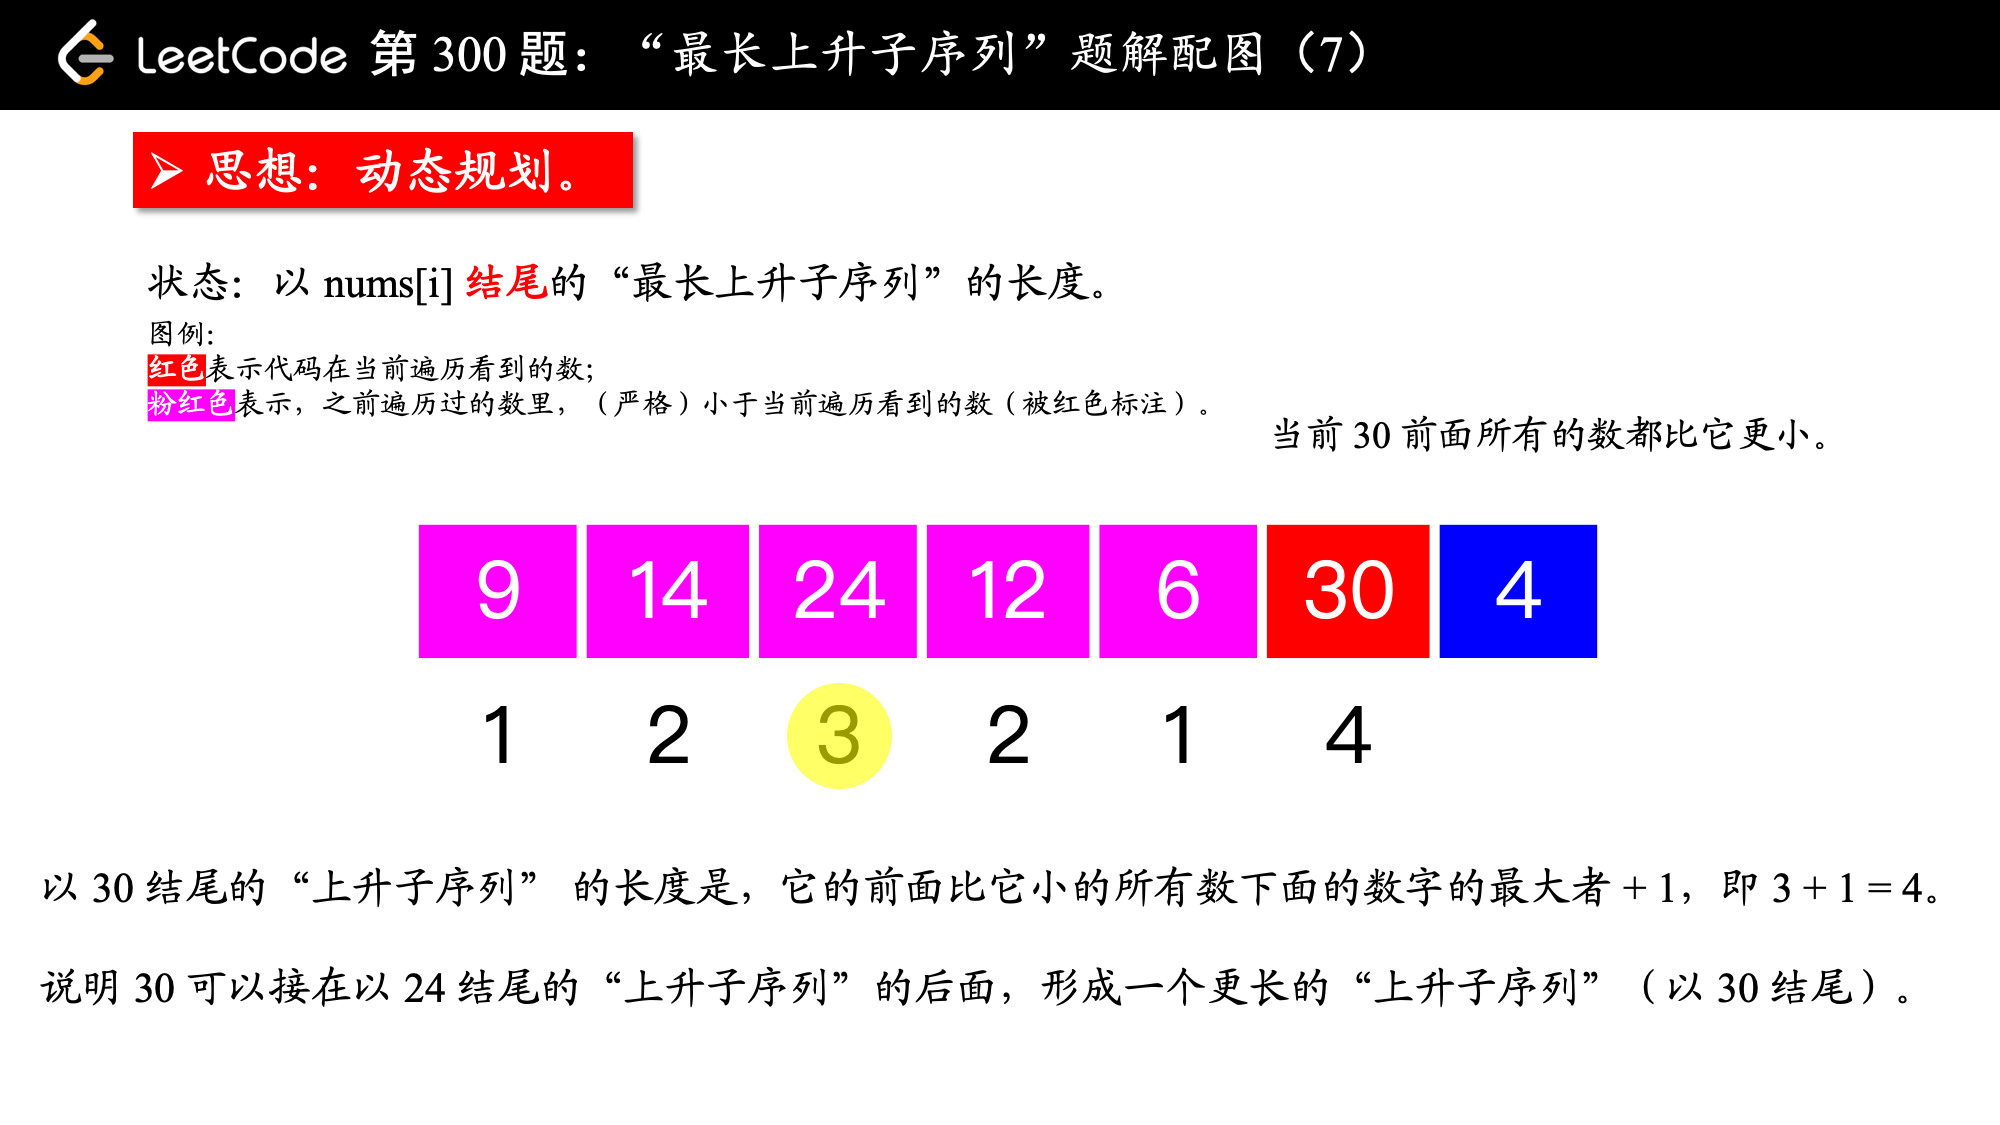 LeetCode 第 300 题：“最长上升子序列”题解配图（7）
➢ 思想：动态规划。
状态：以 nums[i] 结尾的“最长上升子序列”的长度。
图例：
红色表示代码在当前遍历看到的数；
粉红色表示，之前遍历过的数里，（严格）小于当前遍历看到的数（被红色标注）。
当前 30 前面所有的数都比它更小。
9 14 24 12 6 30 4
1 2 3 2 1 4
以 30 结尾的“上升子序列” 的长度是，它的前面比它小的所有数下面的数字的最大者 + 1，即 3 + 1 = 4。
说明 30 可以接在以 24 结尾的“上升子序列”的后面，形成一个更长的“上升子序列”（以 30 结尾）。